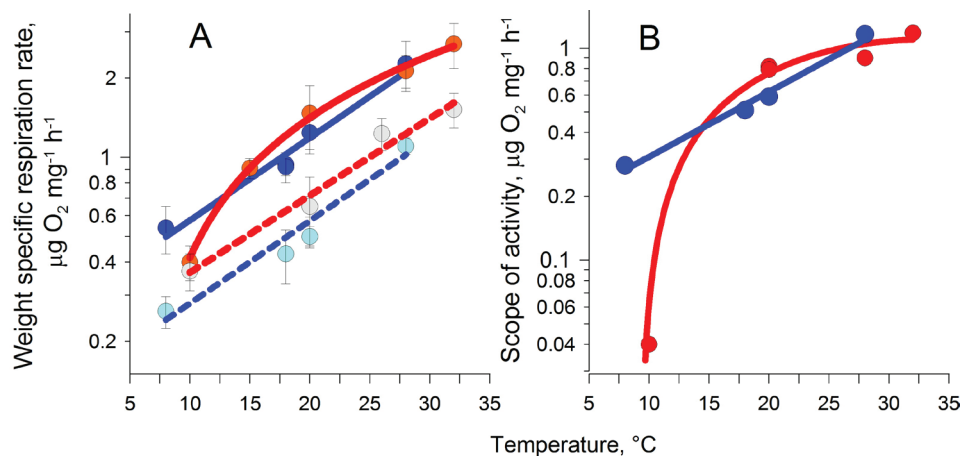 Weight specific respiration rate,
µg O2 mg-1 h-1
A
2
1
0.8
0.6
0.4
0.2
5 10 15 20 25 30 35
Scope of activity, µg O2 mg-1 h-1
B
1
0.8
0.6
0.4
0.2
0.1
0.08
0.06
0.04
5 10 15 20 25 30 35
Temperature, °C